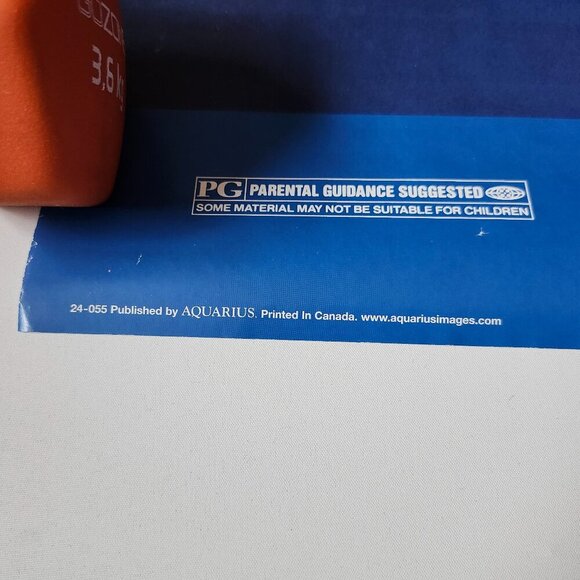 3,6 kg
PG PARENTAL GUIDANCE SUGGESTED
SOME MATERIAL MAY NOT BE SUITABLE FOR CHILDREN
24-055 Published by AQUARIUS. Printed In Canada. www.aquariusimages.com